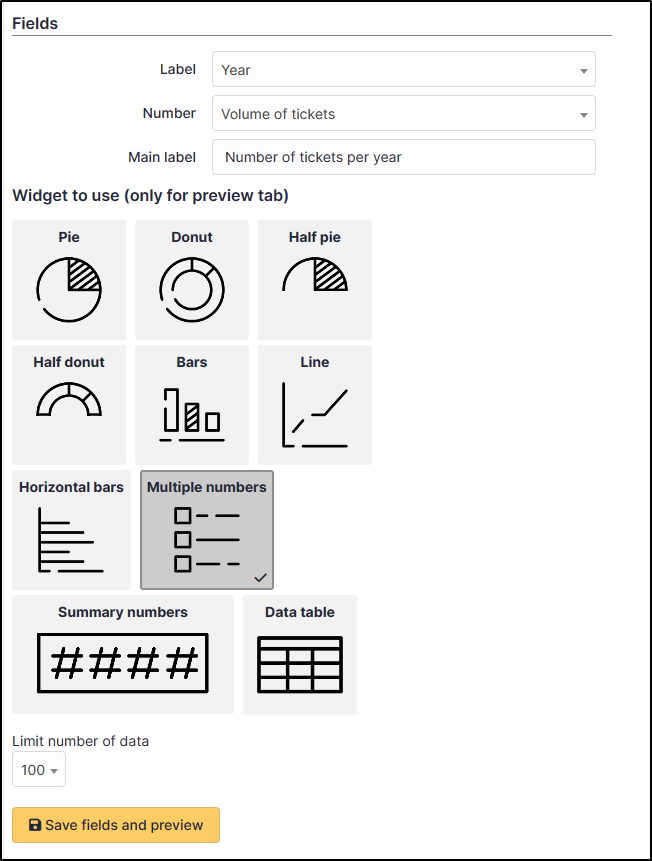 Fields
Label Year
Number Volume of tickets
Main label Number of tickets per year
Widget to use (only for preview tab)
Pie Donut Half pie
Half donut Bars Line
Horizontal bars Multiple numbers
Summary numbers Data table
####
Limit number of data
100
Save fields and preview